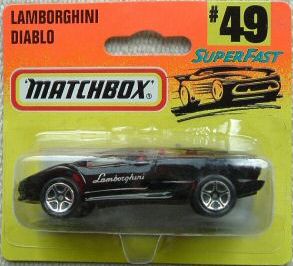 LAMBORGHINI
DIABLO
#49
SUPERFAST
MATCHBOX®
Lamborghini